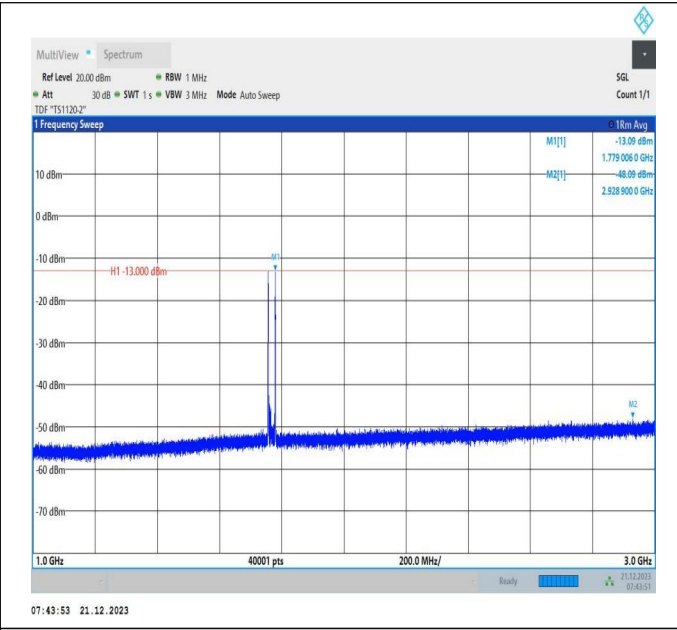 MultiView Spectrum
Ref Level 20.00 dBm RBW 1 MHz SGL
Att 30 dB SWT 1 s VBW 3 MHz Mode Auto Sweep Count 1/1
TDF "TS1120-2"
1 Frequency Sweep 1Rm Avg
M1[1] -13.09 dBm
1.779 006 0 GHz
10 dBm M2[1] -48.09 dBm
2.928 900 0 GHz
0 dBm
-10 dBm M1
H1 -13.000 dBm
-20 dBm
-30 dBm
-40 dBm
M2
-50 dBm
-60 dBm
-70 dBm
1.0 GHz 40001 pts 200.0 MHz/ 3.0 GHz
Ready 21.12.2023
07:43:51
07:43:53 21.12.2023